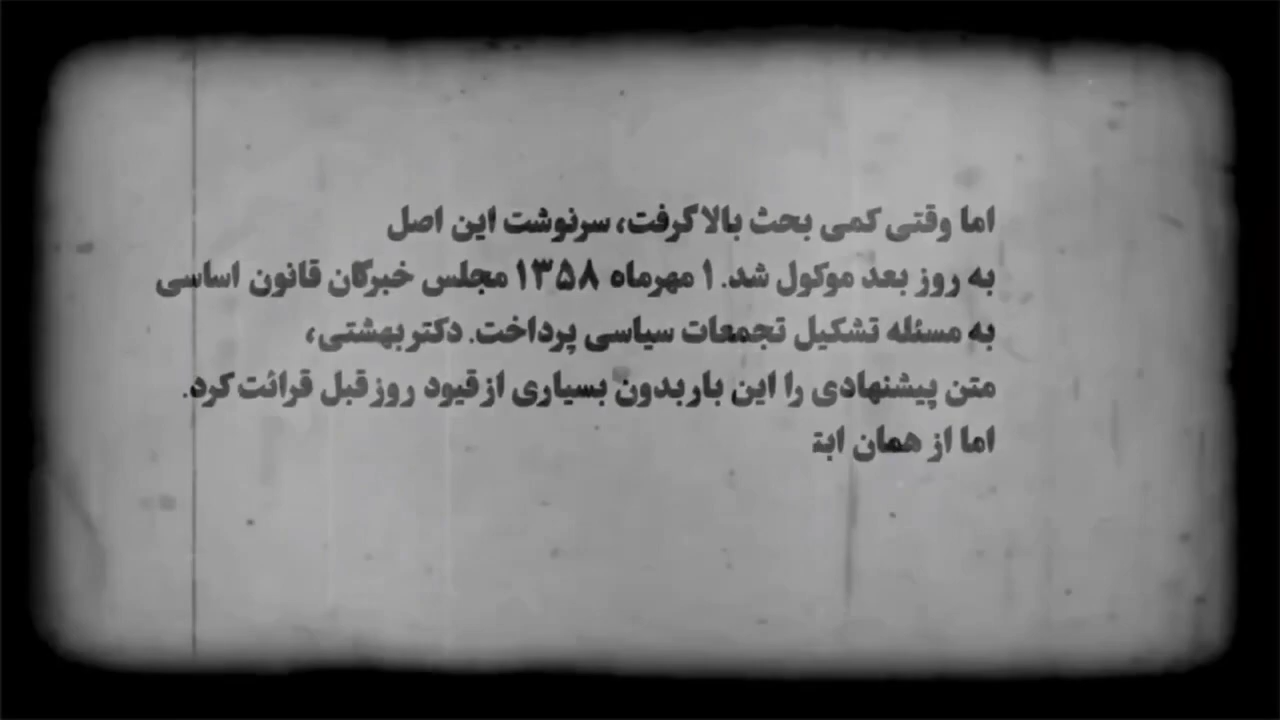 اما وقتی کمی بحث بالا گرفت، سرنوشت این اصل
به روز بعد موکول شد. ۱ مهرماه ۱۳۵۸ مجلس خبرگان قانون اساسی
به مسئله تشکیل تجمعات سیاسی پرداخت. دکتر بهشتی،
متن پیشنهادی را این بار بدون بسیاری از قیود روز قبل قرائت کرد.
اما از همان ابت